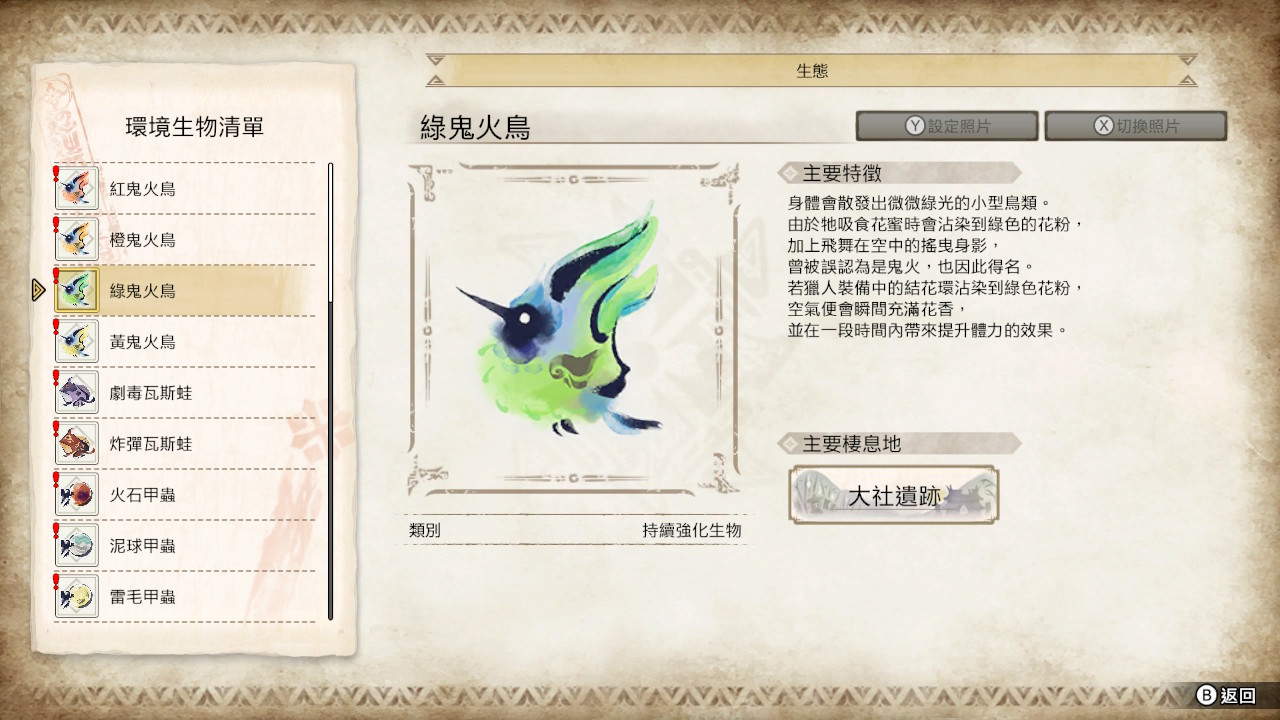 生態
環境生物清單
紅鬼火鳥
橙鬼火鳥
綠鬼火鳥
黃鬼火鳥
劇毒瓦斯蛙
炸彈瓦斯蛙
火石甲蟲
泥球甲蟲
雷毛甲蟲
綠鬼火鳥
Y設定照片
X切換照片
主要特徵
身體會散發出微微綠光的小型鳥類。
由於牠吸食花蜜時會沾染到綠色的花粉，
加上飛舞在空中的搖曳身影，
曾被誤認為是鬼火，也因此得名。
若獵人裝備中的結花環沾染到綠色花粉，
空氣便會瞬間充滿花香，
並在一段時間內帶來提升體力的效果。
主要棲息地
大社遺跡
類別 持續強化生物
B返回